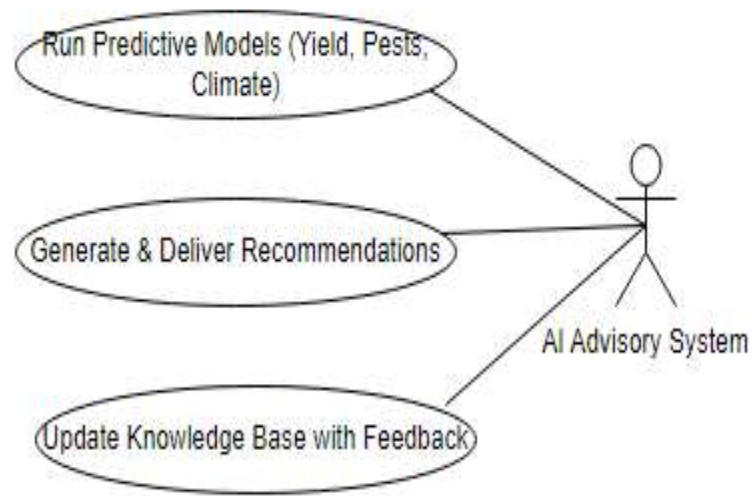 Run Predictive Models (Yield, Pests,
Climate)
Generate & Deliver Recommendations
AI Advisory System
Update Knowledge Base with Feedback